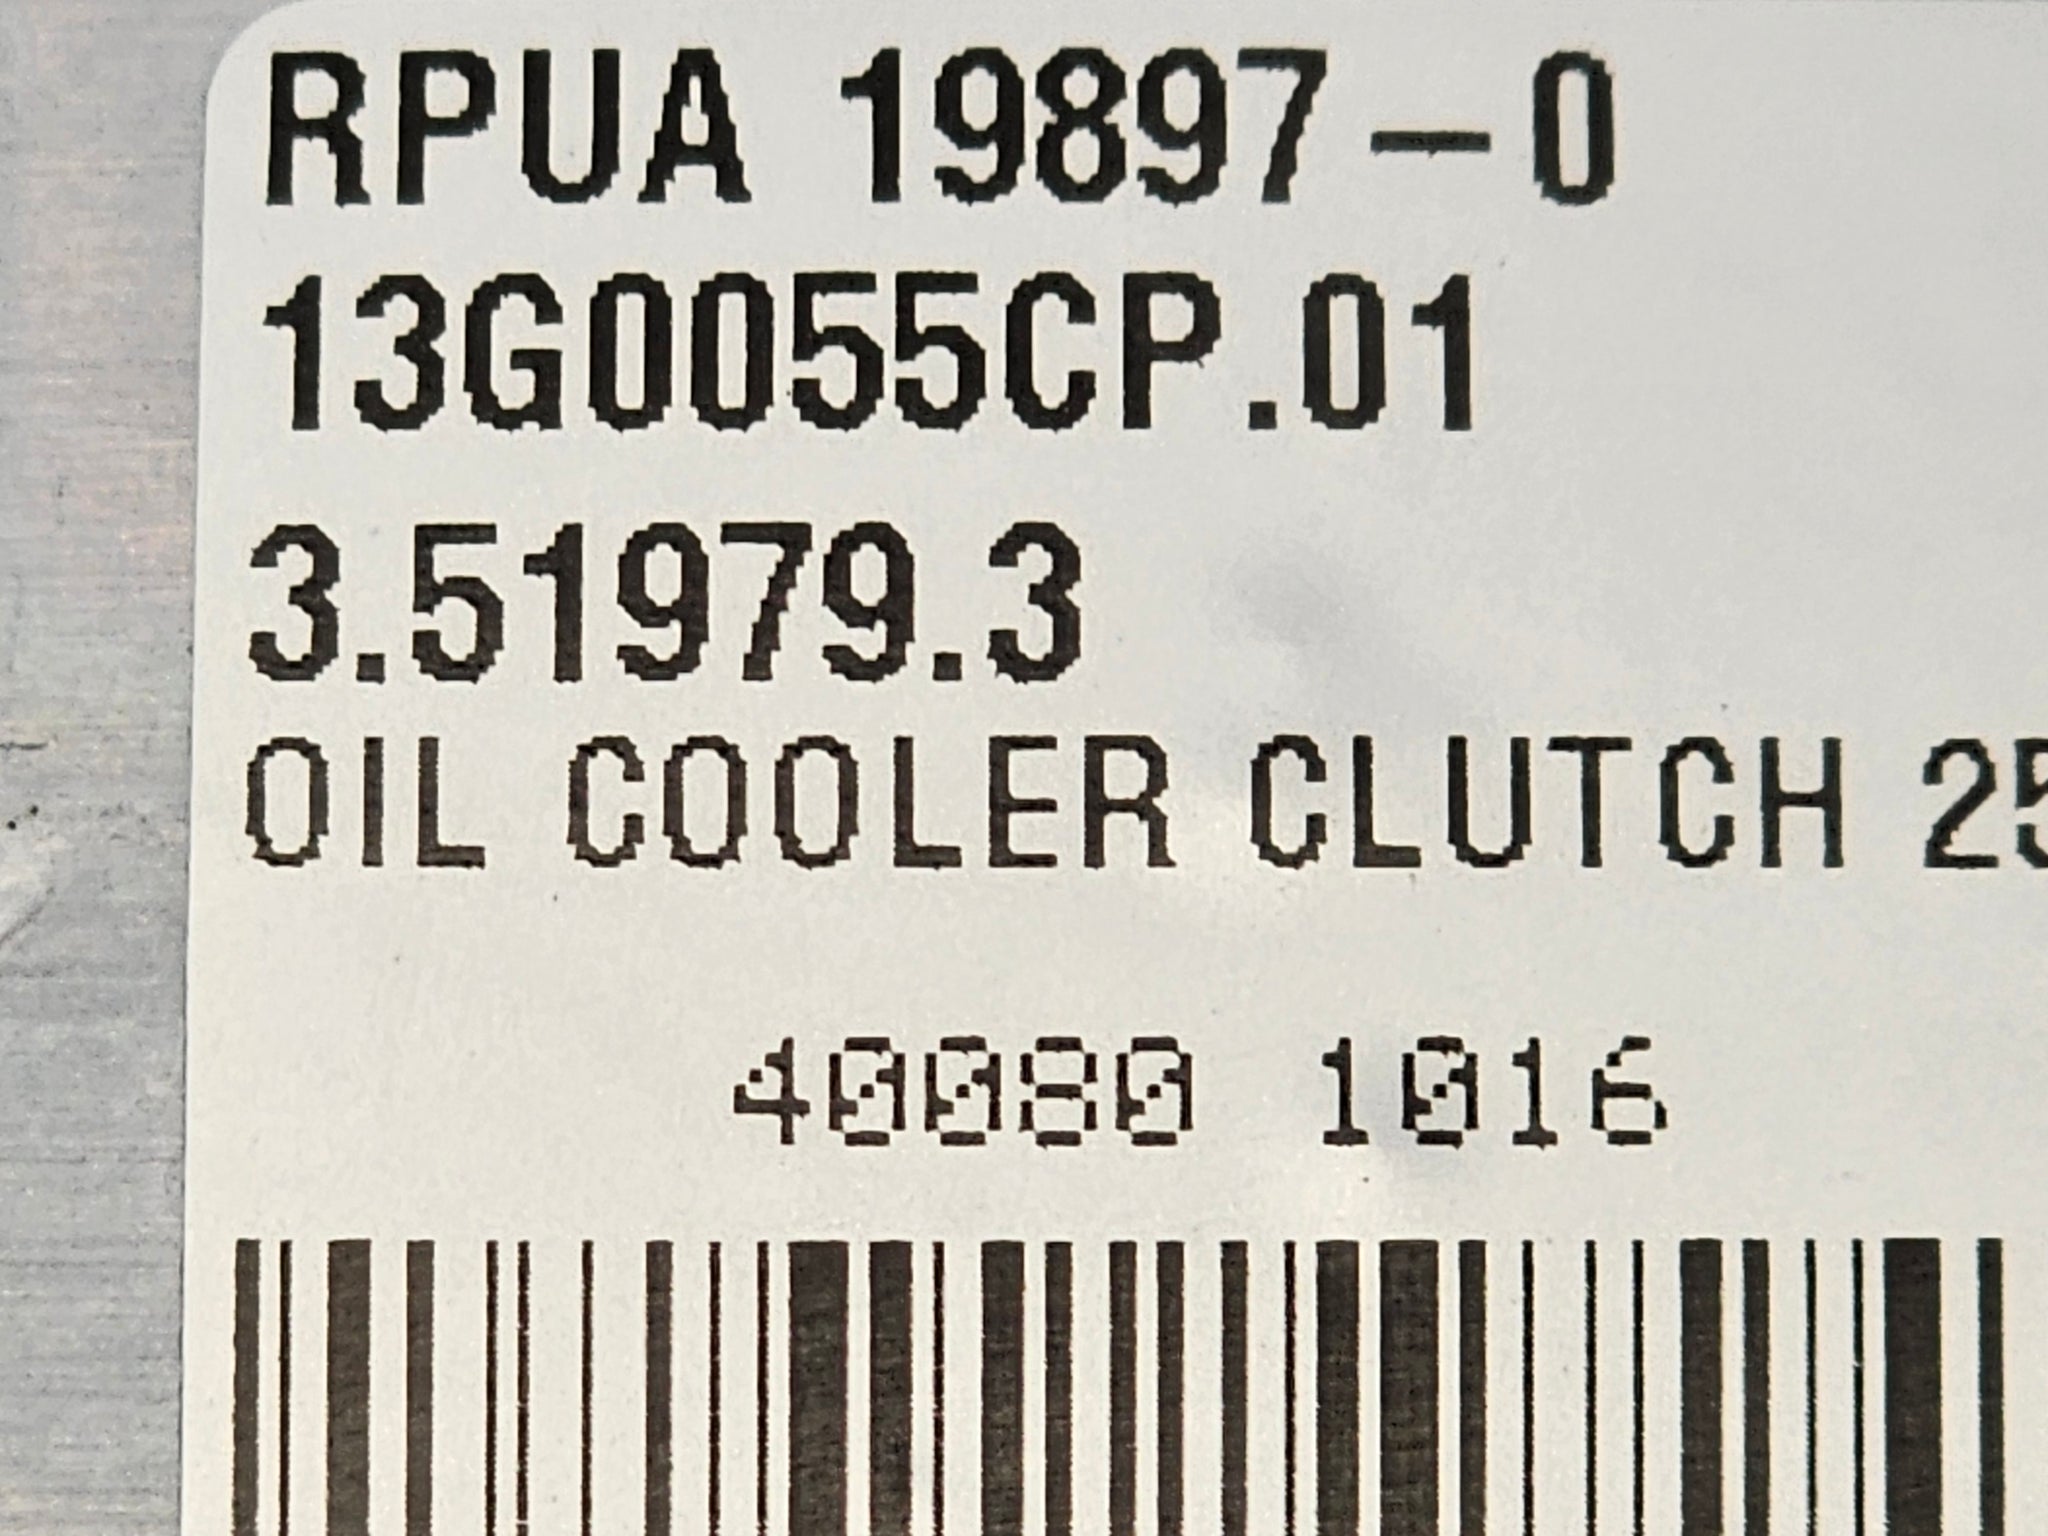 RPUA 19897-0
13G0055CP.01
3.51979.3
OIL COOLER CLUTCH 25
40080 1016